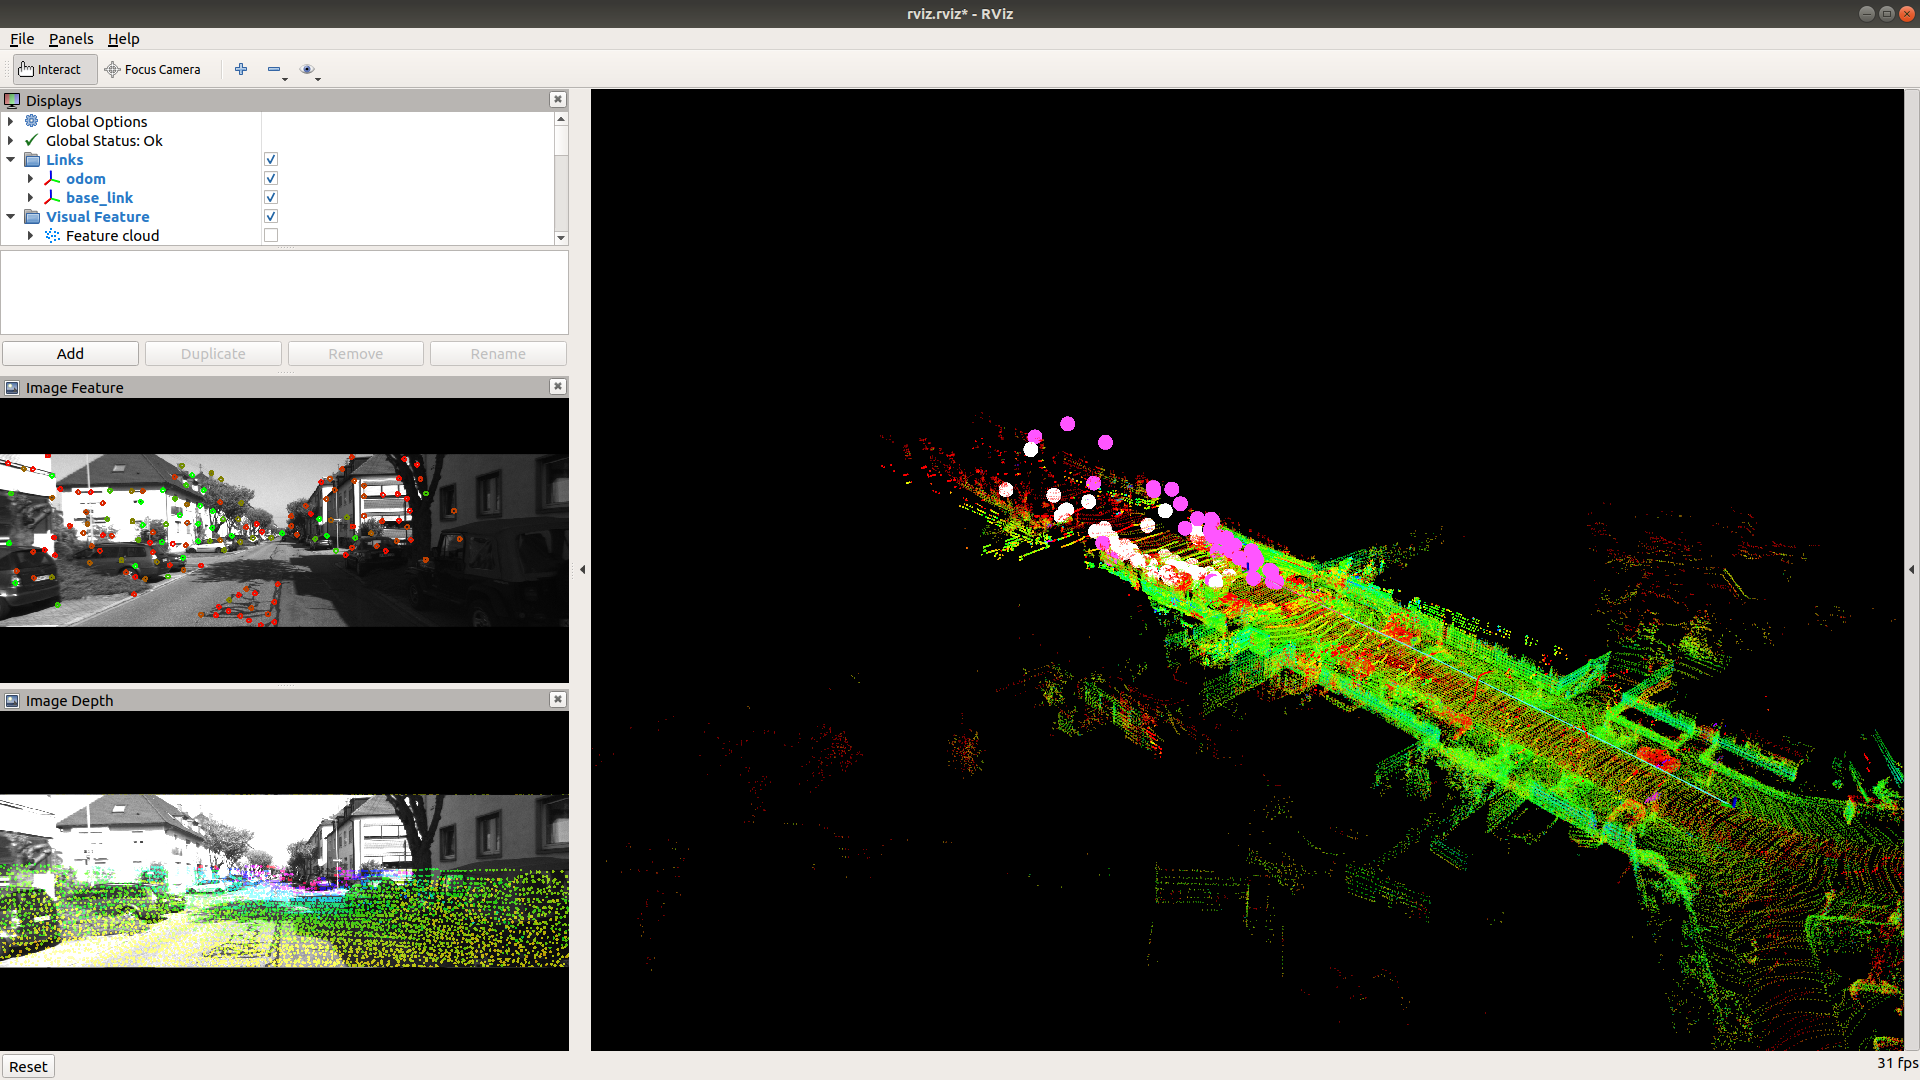 rviz.rviz* - RViz
File Panels Help
Interact Focus Camera
Displays
Global Options
Global Status: Ok
Links
odom
base_link
Visual Feature
Feature cloud
Add Duplicate Remove Rename
Image Feature
Image Depth
Reset
31 fps